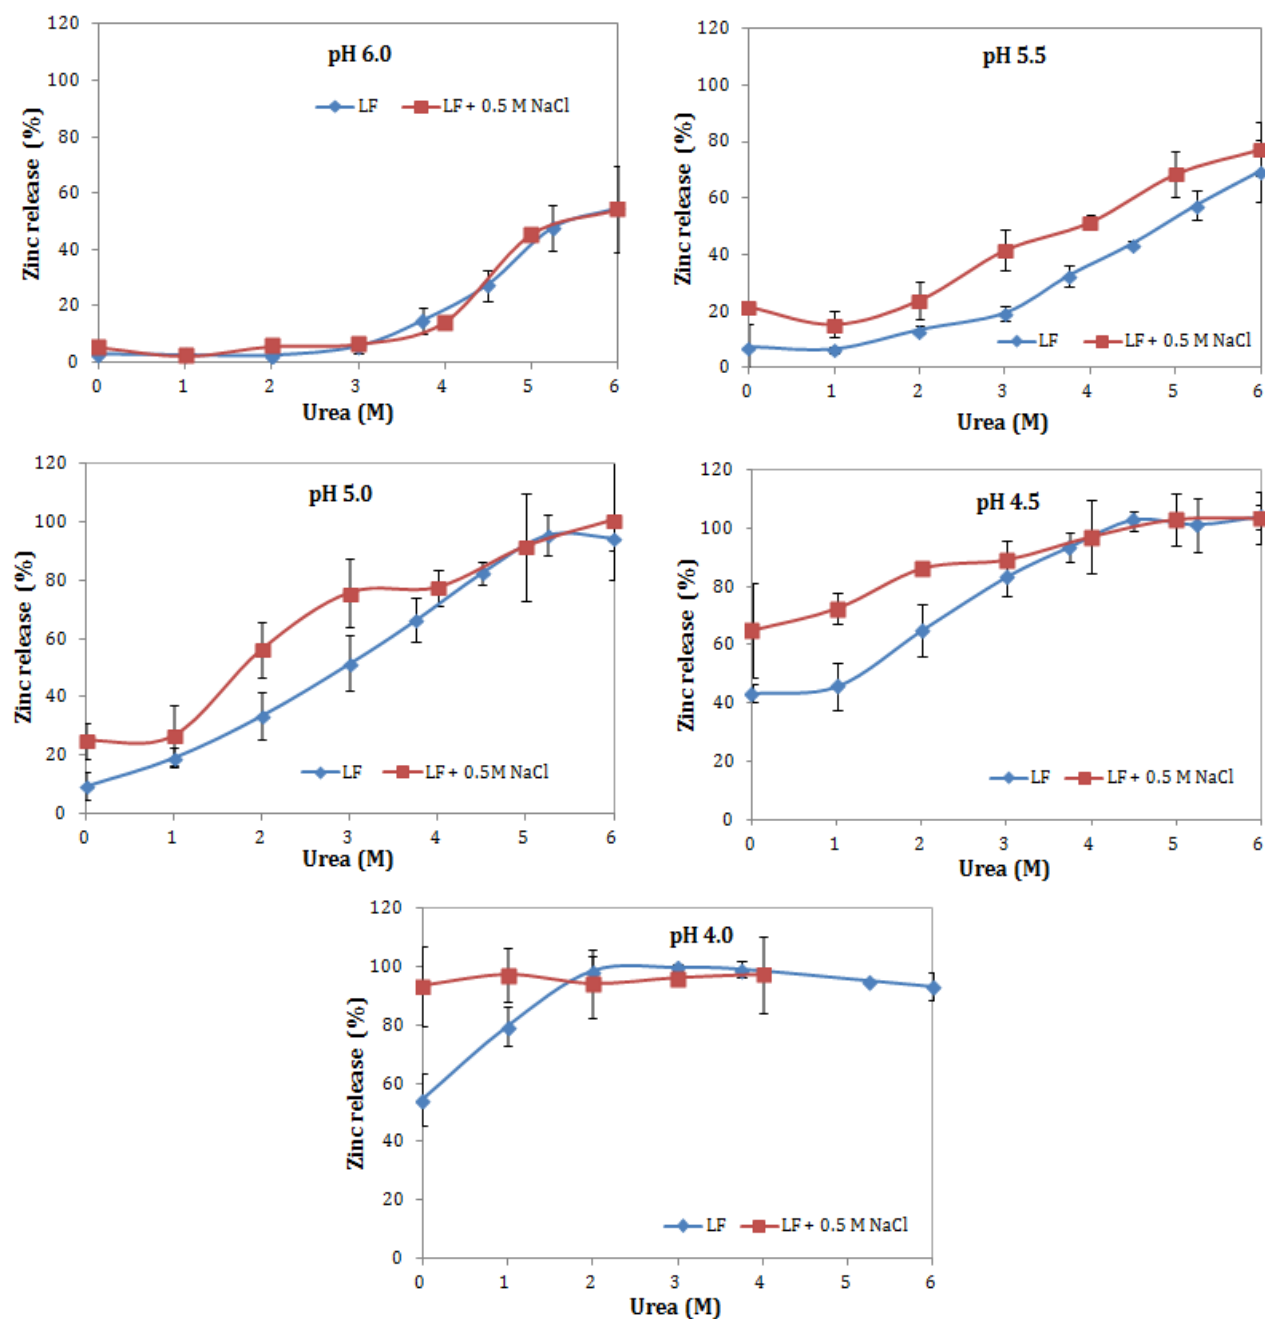 pH 6.0
LF LF + 0.5 M NaCl
Zinc release (%)
120
100
80
60
40
20
0
0 1 2 3 4 5 6
Urea (M)
pH 5.5
Zinc release (%)
120
100
80
60
40
20
0
LF LF + 0.5 M NaCl
0 1 2 3 4 5 6
Urea (M)
pH 5.0
Zinc release (%)
120
100
80
60
40
20
0
LF LF + 0.5M NaCl
0 1 2 3 4 5 6
Urea (M)
pH 4.5
Zinc release (%)
120
100
80
60
40
20
0
LF LF + 0.5 M NaCl
0 1 2 3 4 5 6
Urea (M)
pH 4.0
Zinc release (%)
120
100
80
60
40
20
0
LF LF + 0.5 M NaCl
0 1 2 3 4 5 6
Urea (M)